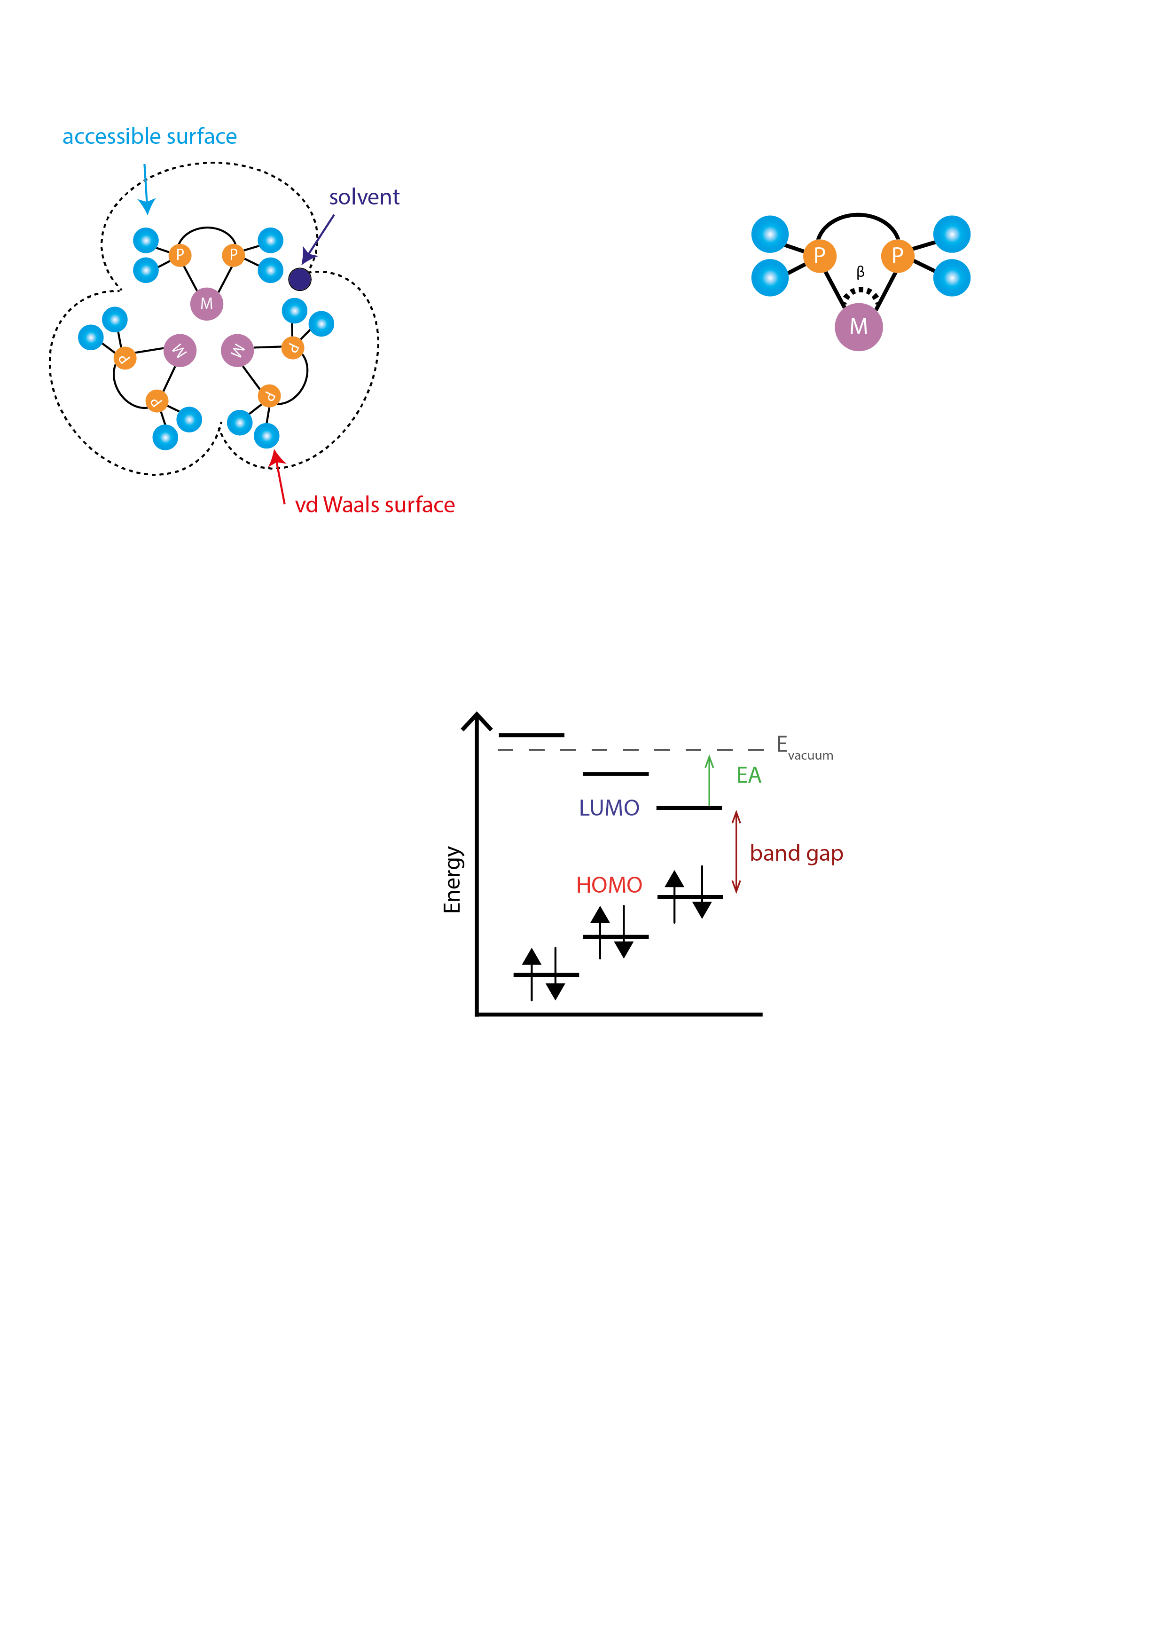 accessible surface
solvent
P P
M
M M
P P
P P
vd Waals surface
P P
β
M
E vacuum
EA
LUMO
band gap
HOMO
Energy